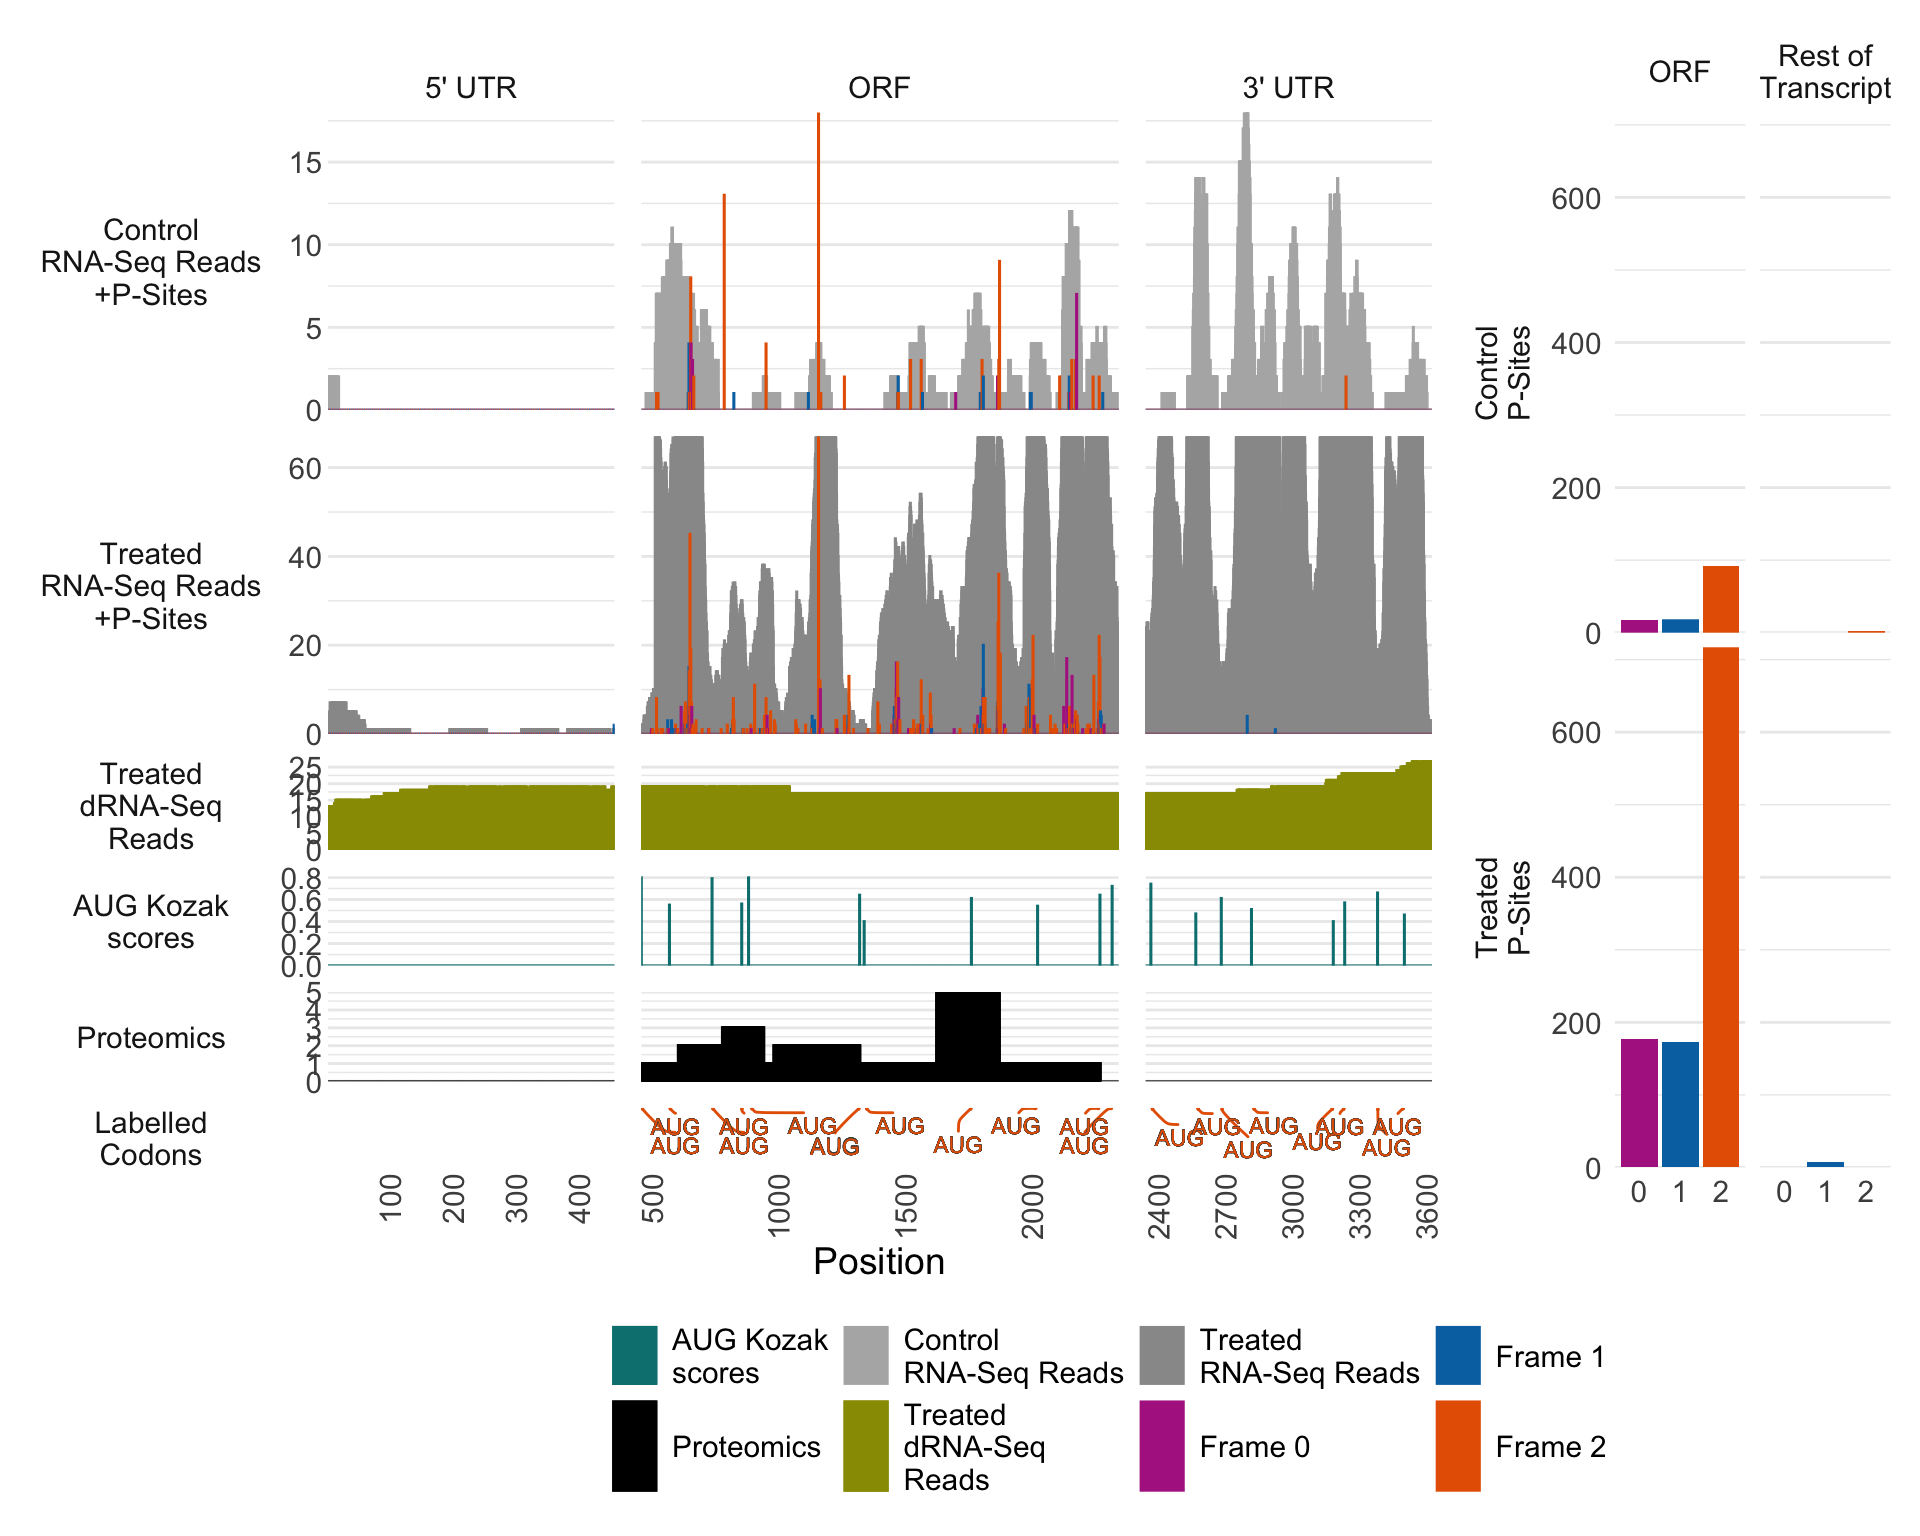 5' UTR
ORF
3' UTR
ORF
Rest of
Transcript
Control
RNA-Seq Reads
+P-Sites
15
10
5
0
Treated
RNA-Seq Reads
+P-Sites
60
40
20
0
Treated
dRNA-Seq
Reads
25
20
15
10
5
0
AUG Kozak
scores
0.8
0.6
0.4
0.2
0.0
Proteomics
5
4
3
2
1
0
Labelled
Codons
AUG AUG AUG AUG AUG AUG AUG AUG AUG AUG
AUG AUG AUG AUG AUG AUG AUG AUG AUG
100 200 300 400
500 1000 1500 2000
2400 2700 3000 3300 3600
Position
Control
P-Sites
600
400
200
0
Treated
P-Sites
600
400
200
0
0 1 2
0 1 2
AUG Kozak
scores
Control
RNA-Seq Reads
Treated
RNA-Seq Reads
Frame 1
Proteomics
Treated
dRNA-Seq
Reads
Frame 0
Frame 2